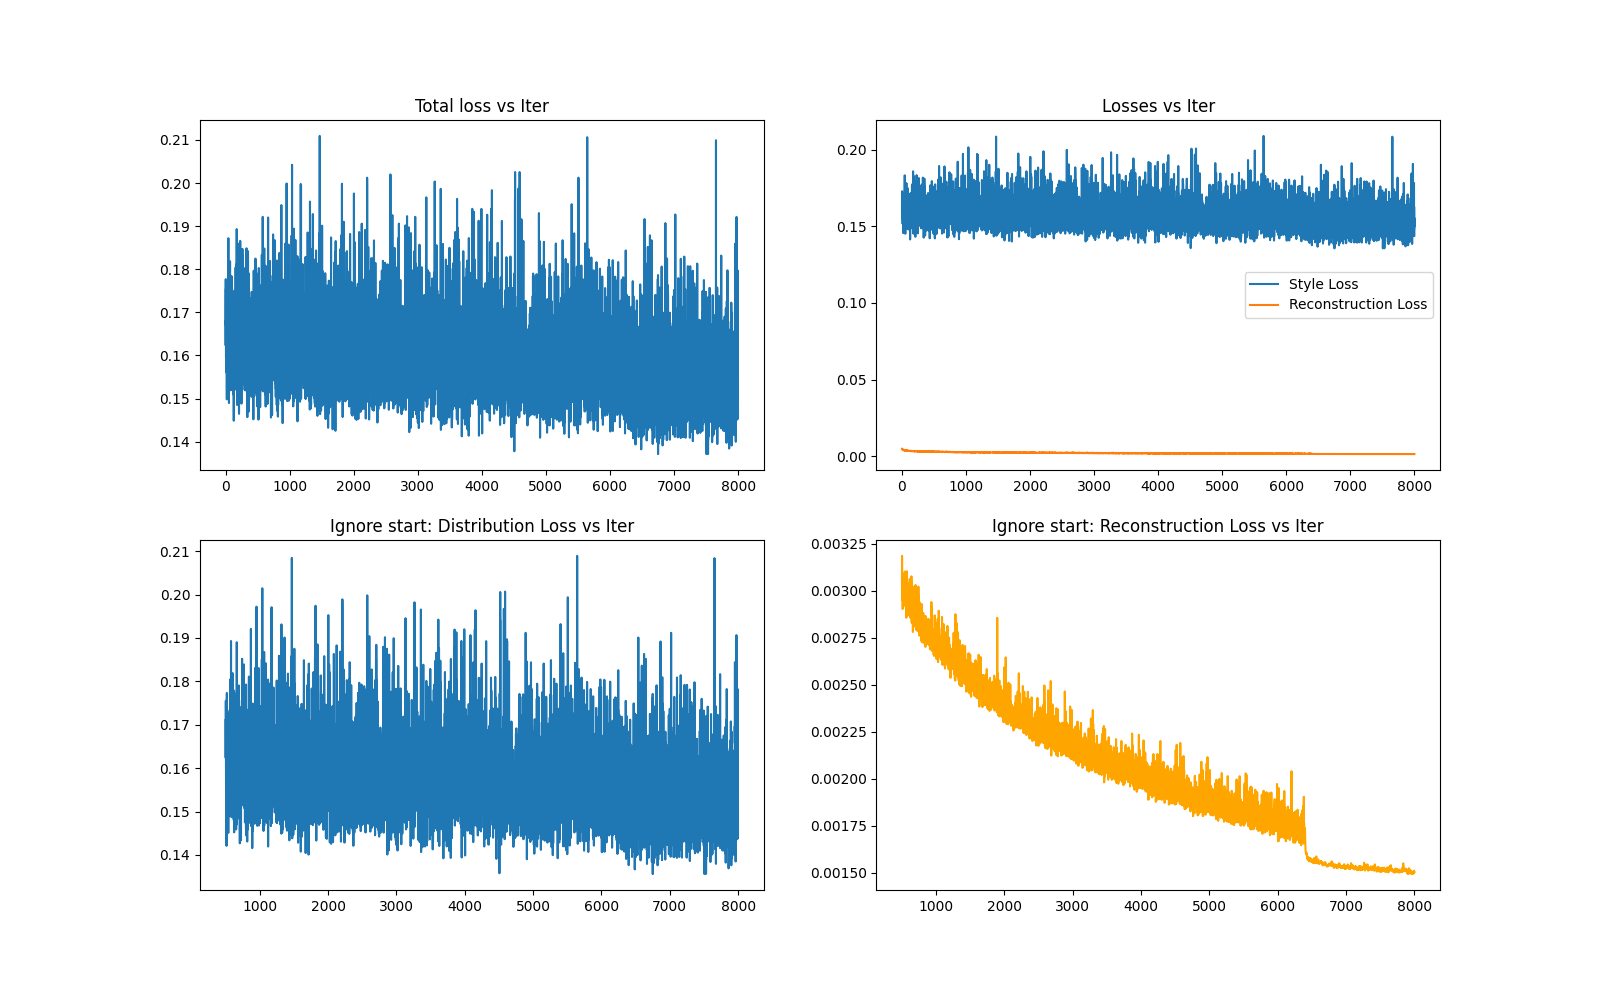 Total loss vs Iter
0.21
0.20
0.19
0.18
0.17
0.16
0.15
0.14
0 1000 2000 3000 4000 5000 6000 7000 8000
Losses vs Iter
0.20
0.15
0.10
0.05
0.00
Style Loss
Reconstruction Loss
0 1000 2000 3000 4000 5000 6000 7000 8000
Ignore start: Distribution Loss vs Iter
0.21
0.20
0.19
0.18
0.17
0.16
0.15
0.14
1000 2000 3000 4000 5000 6000 7000 8000
Ignore start: Reconstruction Loss vs Iter
0.00325
0.00300
0.00275
0.00250
0.00225
0.00200
0.00175
0.00150
1000 2000 3000 4000 5000 6000 7000 8000